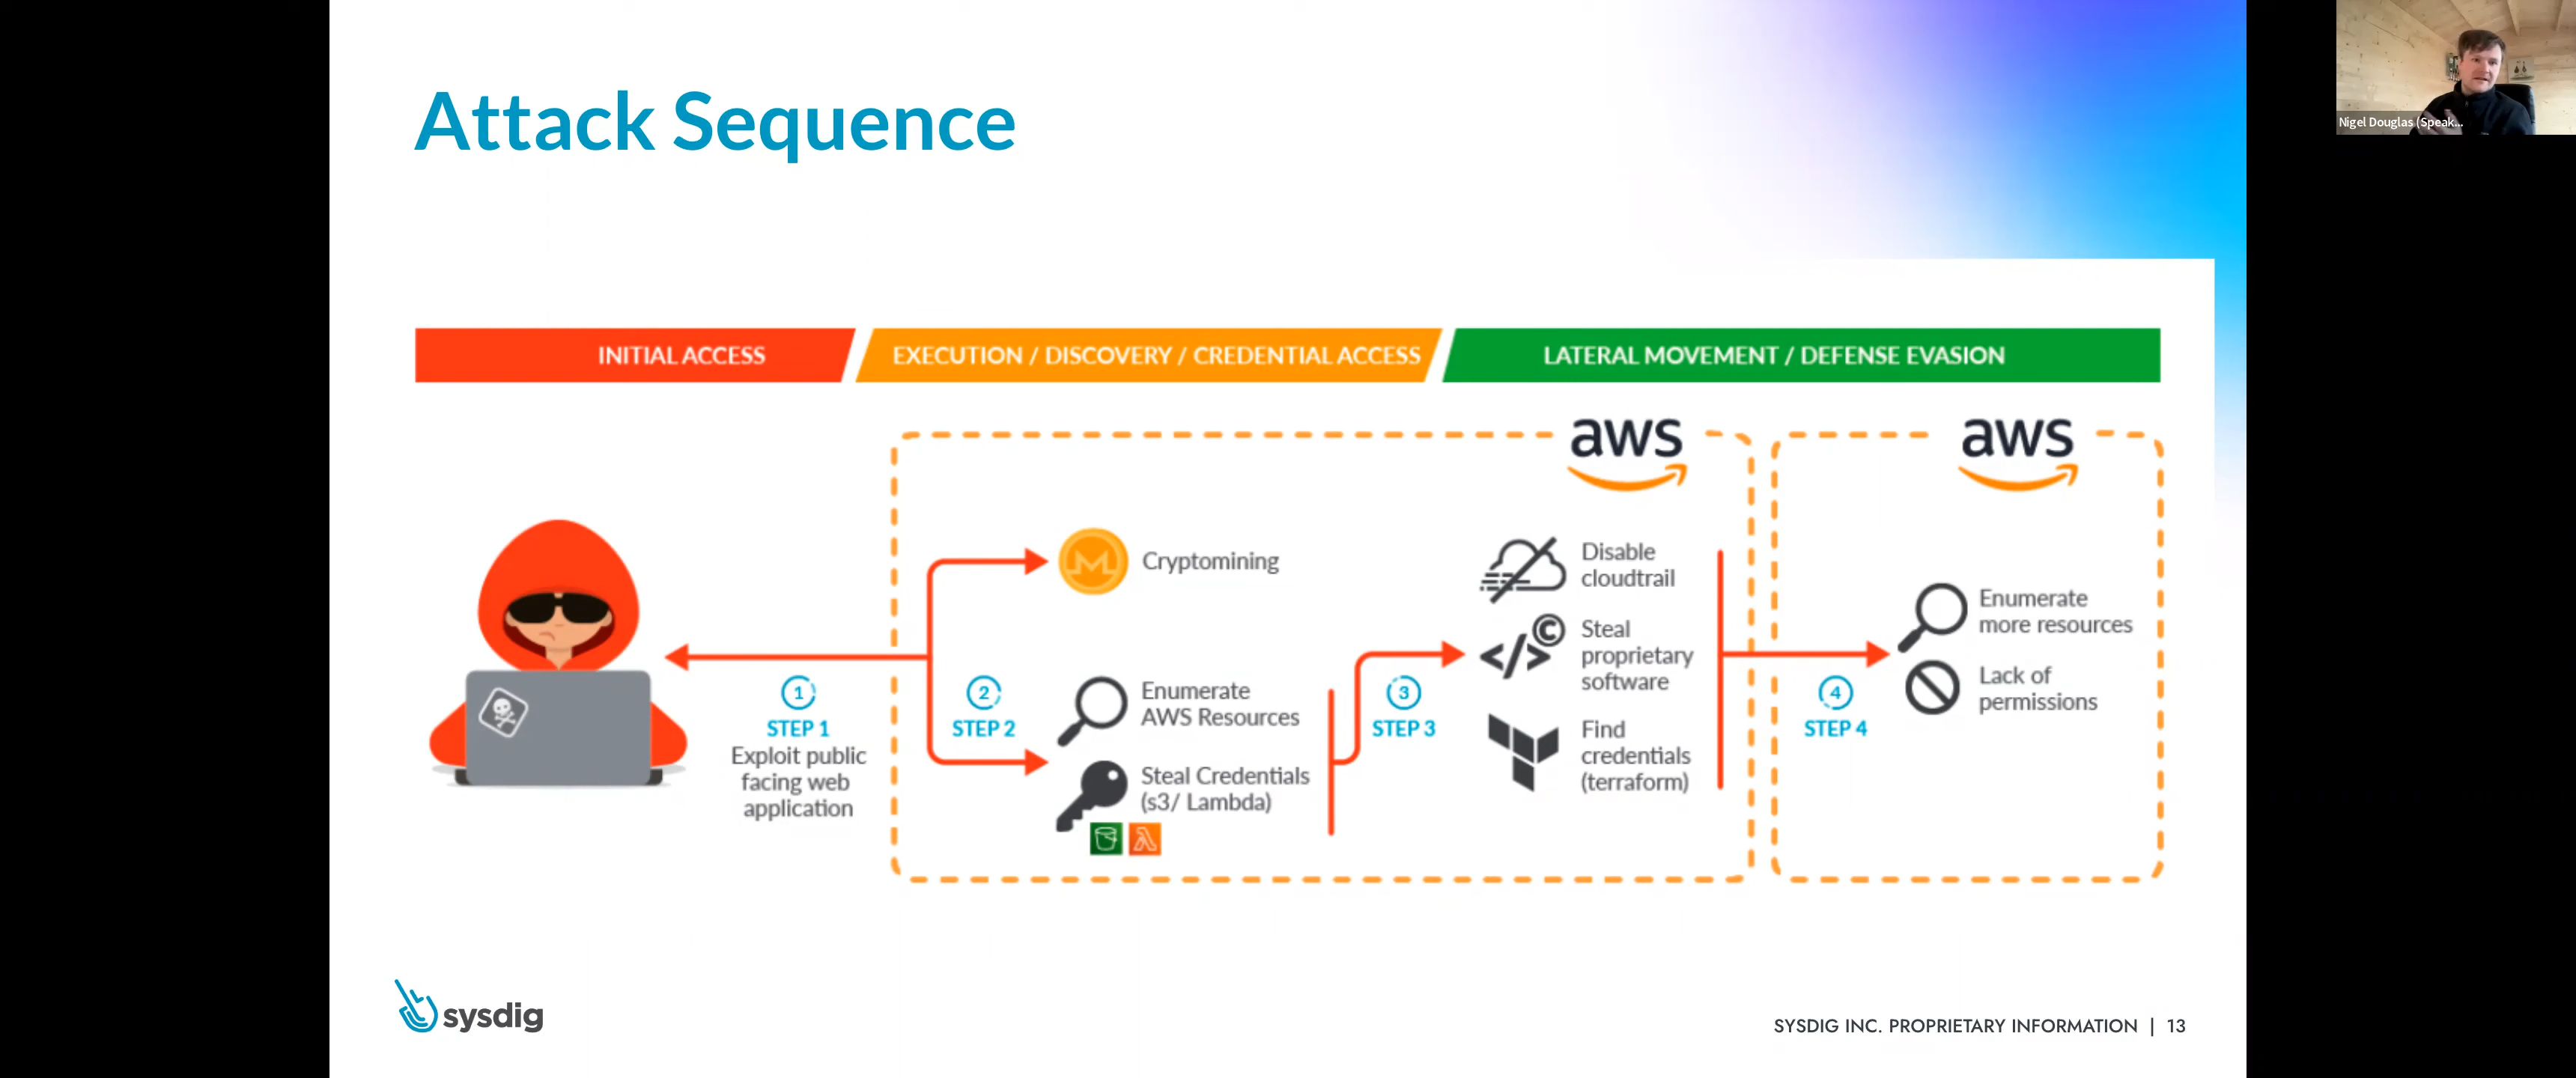 Nigel Douglas (Speak...
Attack Sequence
INITIAL ACCESS
EXECUTION / DISCOVERY / CREDENTIAL ACCESS
LATERAL MOVEMENT / DEFENSE EVASION
aws
aws
1
STEP 1
Exploit public
facing web
application
2
STEP 2
Cryptomining
Enumerate
AWS Resources
Steal Credentials
(s3/ Lambda)
3
STEP 3
Disable
cloudtrail
Steal
proprietary
software
Find
credentials
(terraform)
4
STEP 4
Enumerate
more resources
Lack of
permissions
sysdig
SYSDIG INC. PROPRIETARY INFORMATION | 13